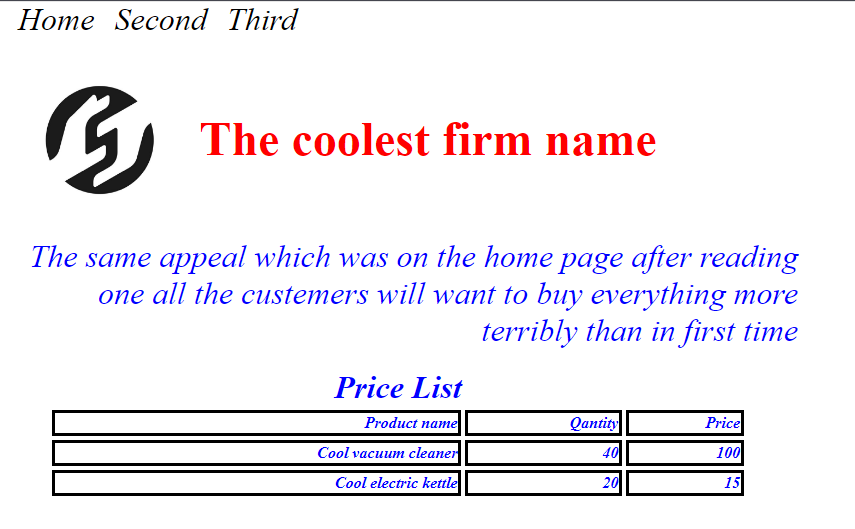 Home Second Third
The coolest firm name
The same appeal which was on the home page after reading
one all the custemers will want to buy everything more
terribly than in first time
Price List
Product name Qantity Price
Cool vacuum cleaner 40 100
Cool electric kettle 20 15